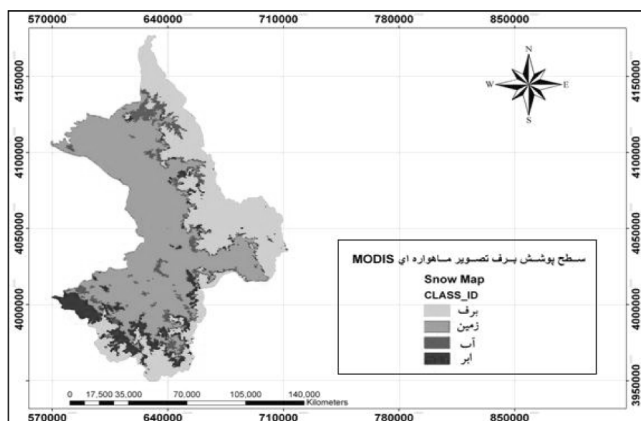 570000 640000 710000 780000 850000
N
W E
S
4150000 4150000
4100000 4100000
4050000 4050000
4000000 4000000
3950000 3950000
سطح پوشش برف تصویر ماهواره اي MODIS
Snow Map
CLASS_ID
برف
زمین
آب
ابر
0 17,500 35,000 70,000 105,000 140,000
Kilometers
570000 640000 710000 780000 850000